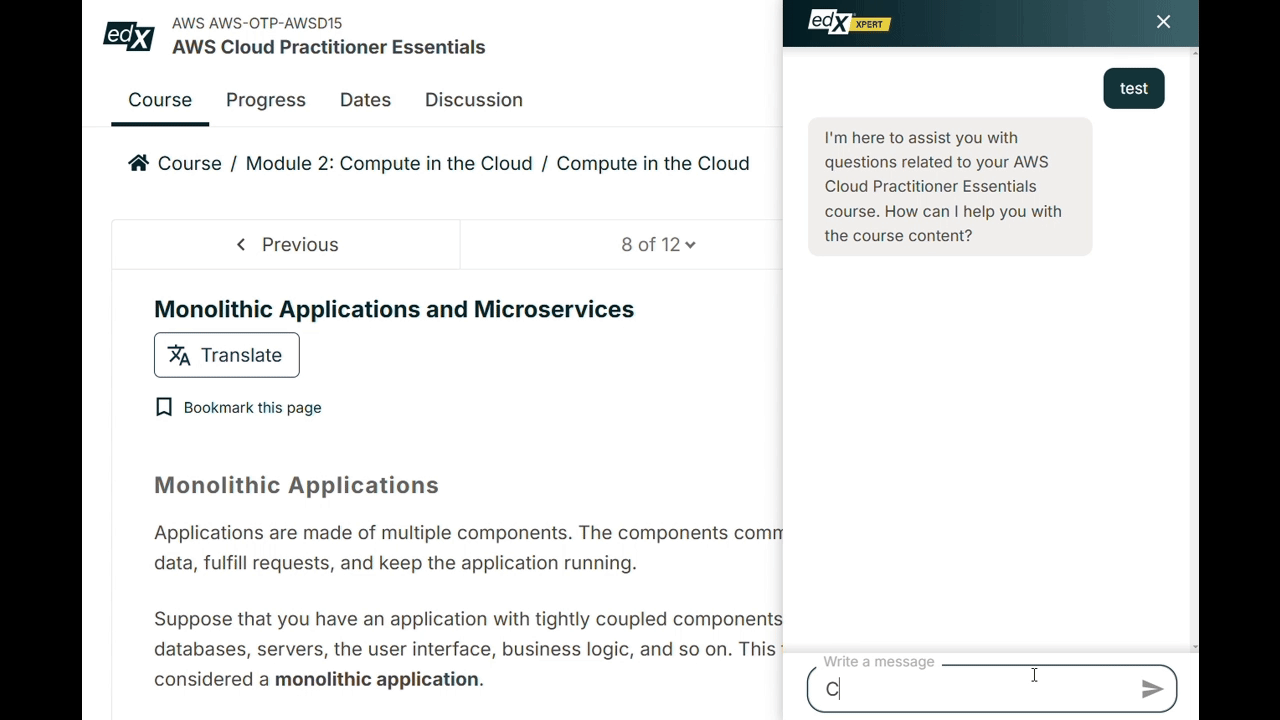 edX
AWS AWS-OTP-AWSD15
AWS Cloud Practitioner Essentials
Course Progress Dates Discussion
Course / Module 2: Compute in the Cloud / Compute in the Cloud
Previous 8 of 12
Monolithic Applications and Microservices
Translate
Bookmark this page
Monolithic Applications
Applications are made of multiple components. The components comm
data, fulfill requests, and keep the application running.
Suppose that you have an application with tightly coupled components
databases, servers, the user interface, business logic, and so on. This
considered a monolithic application.
edX XPERT
test
I'm here to assist you with
questions related to your AWS
Cloud Practitioner Essentials
course. How can I help you with
the course content?
Write a message
C